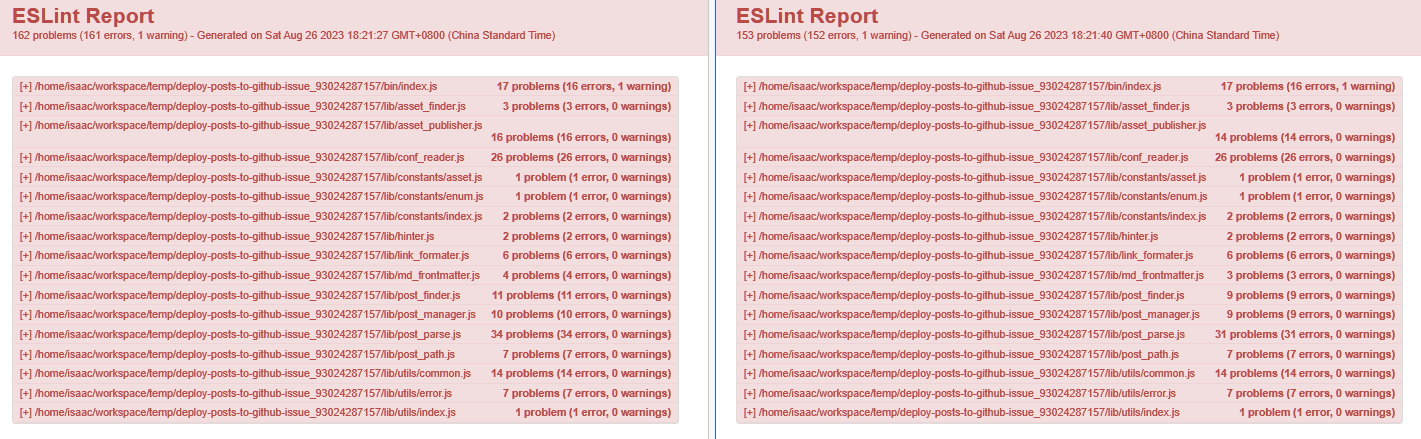 ESLint Report
162 problems (161 errors, 1 warning) - Generated on Sat Aug 26 2023 18:21:27 GMT+0800 (China Standard Time)
[+] /home/isaac/workspace/temp/deploy-posts-to-github-issue_93024287157/bin/index.js 17 problems (16 errors, 1 warning)
[+] /home/isaac/workspace/temp/deploy-posts-to-github-issue_93024287157/lib/asset_finder.js 3 problems (3 errors, 0 warnings)
[+] /home/isaac/workspace/temp/deploy-posts-to-github-issue_93024287157/lib/asset_publisher.js
16 problems (16 errors, 0 warnings)
[+] /home/isaac/workspace/temp/deploy-posts-to-github-issue_93024287157/lib/conf_reader.js 26 problems (26 errors, 0 warnings)
[+] /home/isaac/workspace/temp/deploy-posts-to-github-issue_93024287157/lib/constants/asset.js 1 problem (1 error, 0 warnings)
[+] /home/isaac/workspace/temp/deploy-posts-to-github-issue_93024287157/lib/constants/enum.js 1 problem (1 error, 0 warnings)
[+] /home/isaac/workspace/temp/deploy-posts-to-github-issue_93024287157/lib/constants/index.js 2 problems (2 errors, 0 warnings)
[+] /home/isaac/workspace/temp/deploy-posts-to-github-issue_93024287157/lib/hinter.js 2 problems (2 errors, 0 warnings)
[+] /home/isaac/workspace/temp/deploy-posts-to-github-issue_93024287157/lib/link_formater.js 6 problems (6 errors, 0 warnings)
[+] /home/isaac/workspace/temp/deploy-posts-to-github-issue_93024287157/lib/md_frontmatter.js 4 problems (4 errors, 0 warnings)
[+] /home/isaac/workspace/temp/deploy-posts-to-github-issue_93024287157/lib/post_finder.js 11 problems (11 errors, 0 warnings)
[+] /home/isaac/workspace/temp/deploy-posts-to-github-issue_93024287157/lib/post_manager.js 10 problems (10 errors, 0 warnings)
[+] /home/isaac/workspace/temp/deploy-posts-to-github-issue_93024287157/lib/post_parse.js 34 problems (34 errors, 0 warnings)
[+] /home/isaac/workspace/temp/deploy-posts-to-github-issue_93024287157/lib/post_path.js 7 problems (7 errors, 0 warnings)
[+] /home/isaac/workspace/temp/deploy-posts-to-github-issue_93024287157/lib/utils/common.js 14 problems (14 errors, 0 warnings)
[+] /home/isaac/workspace/temp/deploy-posts-to-github-issue_93024287157/lib/utils/error.js 7 problems (7 errors, 0 warnings)
[+] /home/isaac/workspace/temp/deploy-posts-to-github-issue_93024287157/lib/utils/index.js 1 problem (1 error, 0 warnings)
ESLint Report
153 problems (152 errors, 1 warning) - Generated on Sat Aug 26 2023 18:21:40 GMT+0800 (China Standard Time)
[+] /home/isaac/workspace/temp/deploy-posts-to-github-issue_93024287157/bin/index.js 17 problems (16 errors, 1 warning)
[+] /home/isaac/workspace/temp/deploy-posts-to-github-issue_93024287157/lib/asset_finder.js 3 problems (3 errors, 0 warnings)
[+] /home/isaac/workspace/temp/deploy-posts-to-github-issue_93024287157/lib/asset_publisher.js
14 problems (14 errors, 0 warnings)
[+] /home/isaac/workspace/temp/deploy-posts-to-github-issue_93024287157/lib/conf_reader.js 26 problems (26 errors, 0 warnings)
[+] /home/isaac/workspace/temp/deploy-posts-to-github-issue_93024287157/lib/constants/asset.js 1 problem (1 error, 0 warnings)
[+] /home/isaac/workspace/temp/deploy-posts-to-github-issue_93024287157/lib/constants/enum.js 1 problem (1 error, 0 warnings)
[+] /home/isaac/workspace/temp/deploy-posts-to-github-issue_93024287157/lib/constants/index.js 2 problems (2 errors, 0 warnings)
[+] /home/isaac/workspace/temp/deploy-posts-to-github-issue_93024287157/lib/hinter.js 2 problems (2 errors, 0 warnings)
[+] /home/isaac/workspace/temp/deploy-posts-to-github-issue_93024287157/lib/link_formater.js 6 problems (6 errors, 0 warnings)
[+] /home/isaac/workspace/temp/deploy-posts-to-github-issue_93024287157/lib/md_frontmatter.js 3 problems (3 errors, 0 warnings)
[+] /home/isaac/workspace/temp/deploy-posts-to-github-issue_93024287157/lib/post_finder.js 9 problems (9 errors, 0 warnings)
[+] /home/isaac/workspace/temp/deploy-posts-to-github-issue_93024287157/lib/post_manager.js 9 problems (9 errors, 0 warnings)
[+] /home/isaac/workspace/temp/deploy-posts-to-github-issue_93024287157/lib/post_parse.js 31 problems (31 errors, 0 warnings)
[+] /home/isaac/workspace/temp/deploy-posts-to-github-issue_93024287157/lib/post_path.js 7 problems (7 errors, 0 warnings)
[+] /home/isaac/workspace/temp/deploy-posts-to-github-issue_93024287157/lib/utils/common.js 14 problems (14 errors, 0 warnings)
[+] /home/isaac/workspace/temp/deploy-posts-to-github-issue_93024287157/lib/utils/error.js 7 problems (7 errors, 0 warnings)
[+] /home/isaac/workspace/temp/deploy-posts-to-github-issue_93024287157/lib/utils/index.js 1 problem (1 error, 0 warnings)